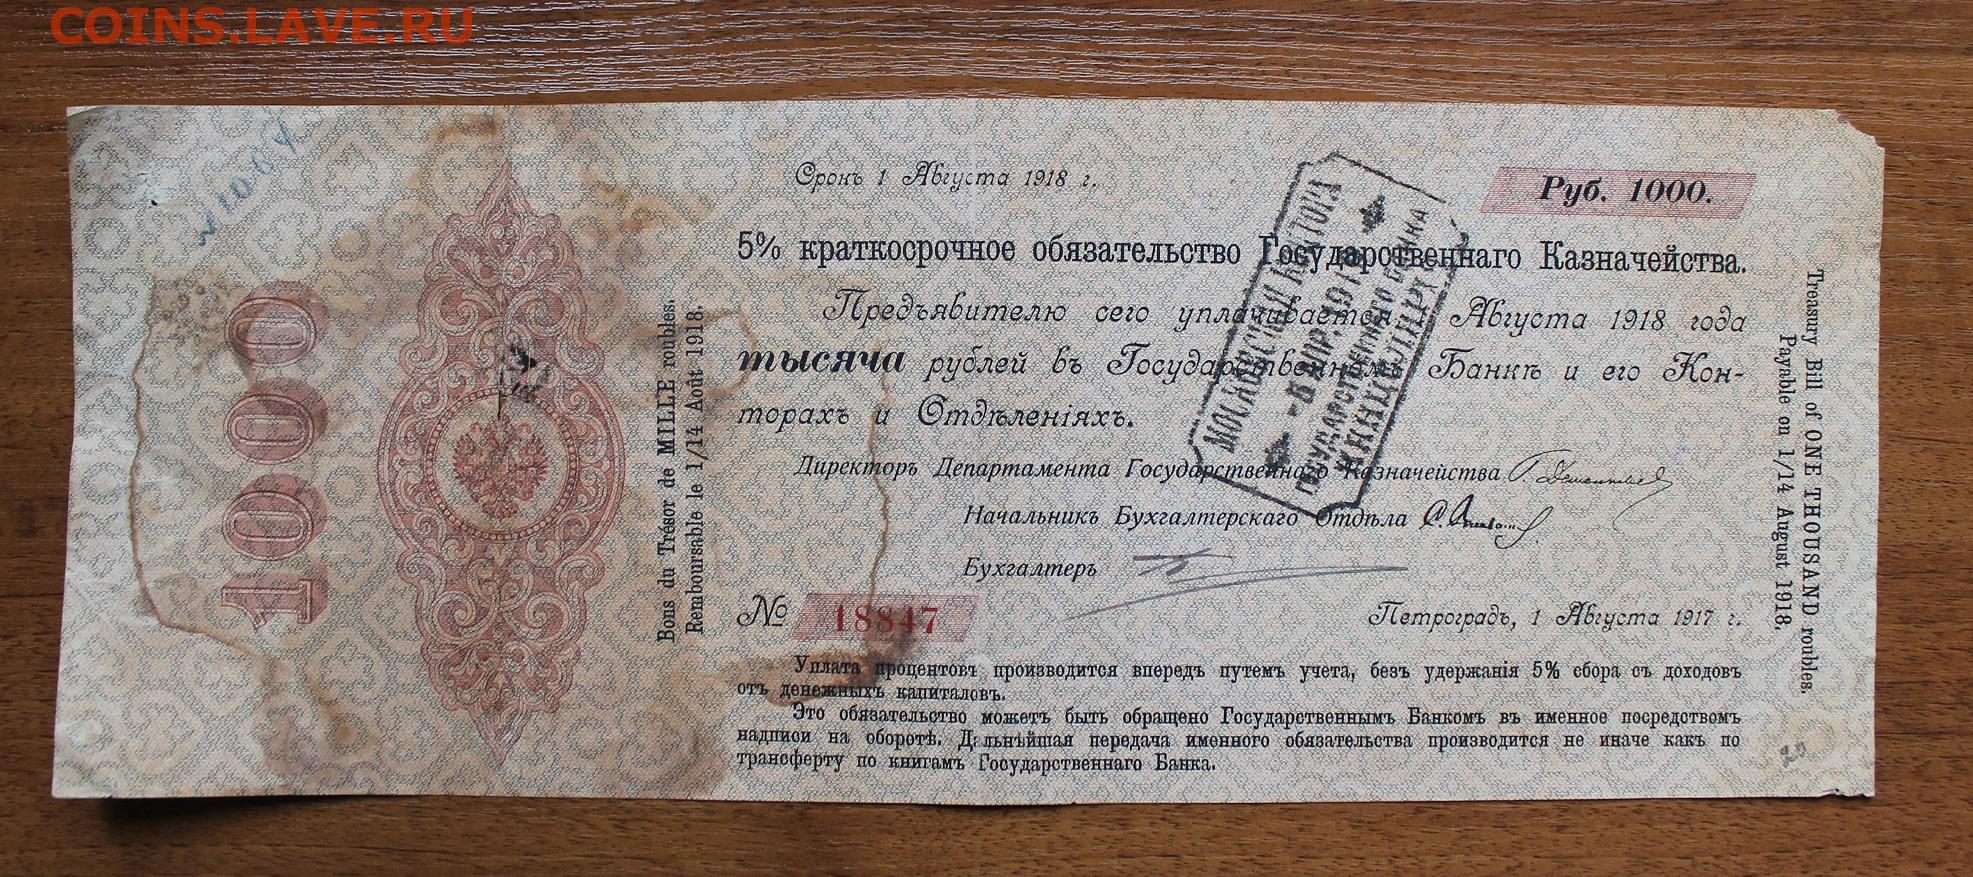 COINS.LAVE.RU
Срокъ 1 Августа 1918 г.
Руб. 1000.
5% краткосрочное обязательство Государственнаго Казначейства.
Предъявителю сего уплачивается 1 Августа 1918 года
тысяча рублей въ Государственномъ Банкѣ и его Кон-
торахъ и Отдѣленіяхъ.
Директоръ Департамента Государственнаго Казначейства
Начальникъ Бухгалтерскаго Отдѣла
Бухгалтеръ
№ 18847
Петроградъ, 1 Августа 1917 г.
Уплата процентовъ производится впередъ путемъ учета, безъ удержанія 5% сбора съ доходовъ
отъ денежныхъ капиталовъ.
Это обязательство можетъ быть обращено Государственнымъ Банкомъ въ именное посредствомъ
надписи на оборотѣ. Дальнѣйшая передача именного обязательства производится не иначе какъ по
трансферту по книгамъ Государственнаго Банка.
1000
Bons du Trésor de MILLE roubles.
Remboursable le 1/14 Août 1918.
Treasury Bill of ONE THOUSAND roubles.
Payable on 1/14 August 1918.
МОСКОВСКАЯ КОНТОРА
ГОСУДАРСТВЕННАГО БАНКА